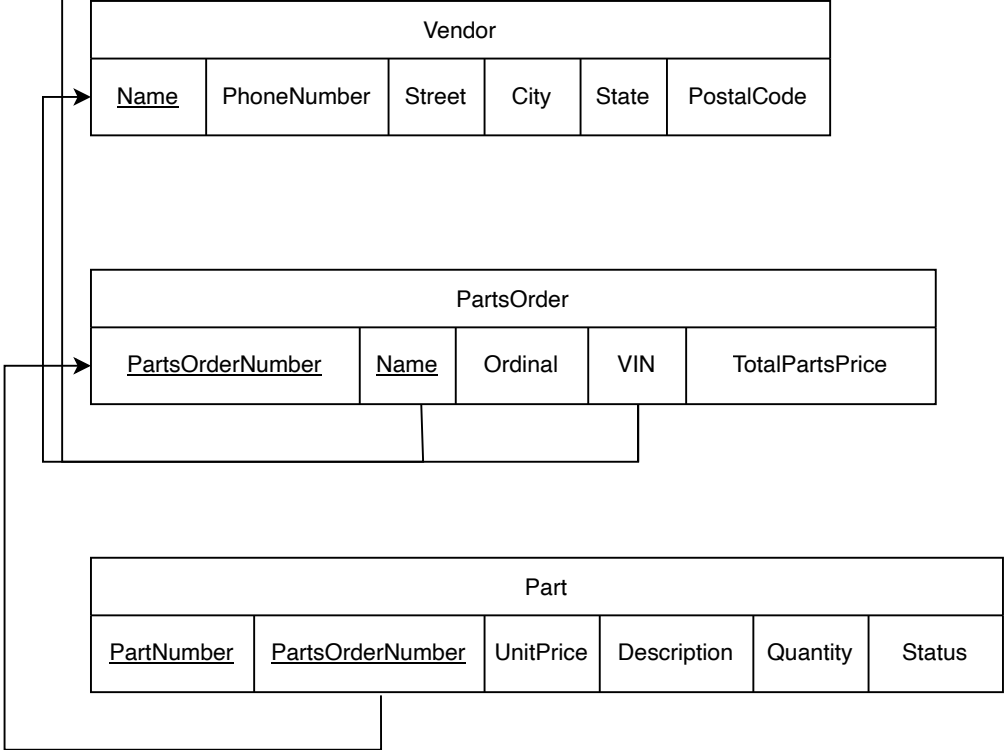 Vendor
Name PhoneNumber Street City State PostalCode
PartsOrder
PartsOrderNumber Name Ordinal VIN TotalPartsPrice
Part
PartNumber PartsOrderNumber UnitPrice Description Quantity Status